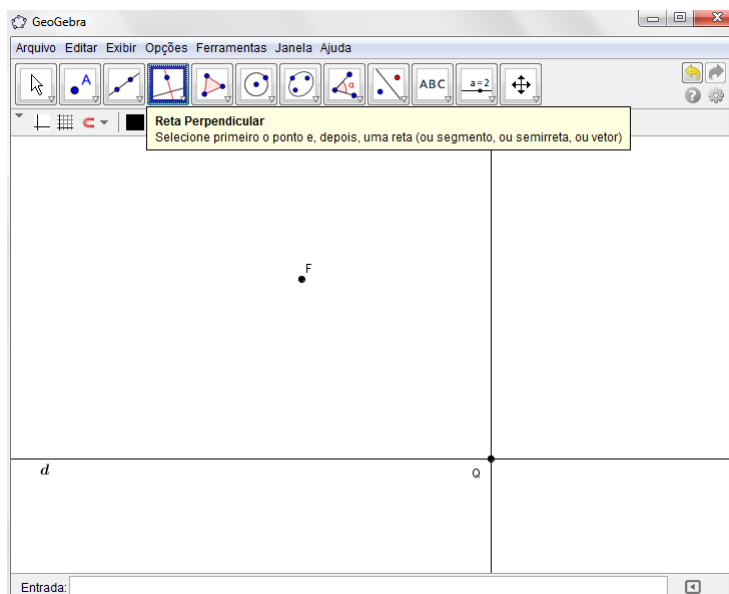 GeoGebra
Arquivo Editar Exibir Opções Ferramentas Janela Ajuda
A α ABC a=2
Reta Perpendicular
Selecione primeiro o ponto e, depois, uma reta (ou segmento, ou semirreta, ou vetor)
F
d
Q
Entrada: